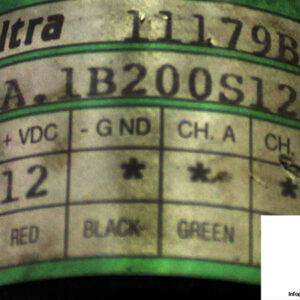 ltra 11179B
A.1B200S12
+ VDC - GND CH. A CH.
12 * * *
RED BLACK GREEN
Info